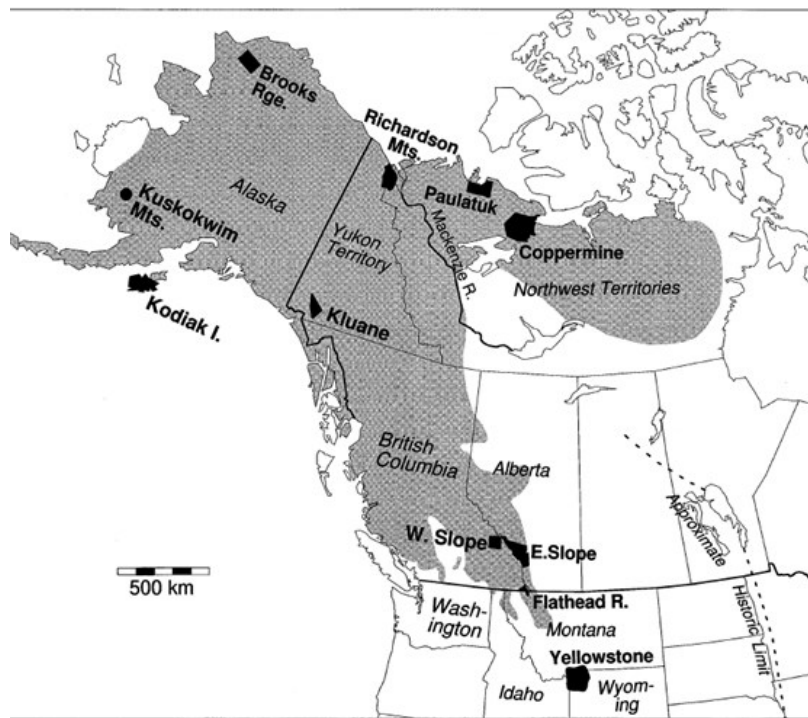 Brooks
Rge.
Richardson
Mts.
Alaska
Kuskokwim
Mts.
Paulatuk
Yukon
Territory
Mackenzie R.
Coppermine
Northwest Territories
Kodiak I.
Kluane
British
Columbia
Alberta
Approximate
W. Slope
E.Slope
500 km
Flathead R.
Wash-
ington
Montana
Historic
Limit
Yellowstone
Idaho
Wyom-
ing